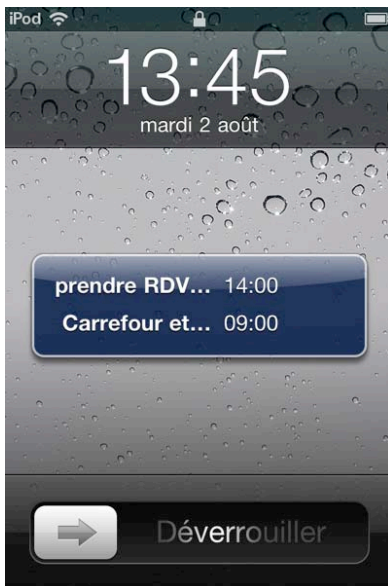 iPod
13:45
mardi 2 août
prendre RDV... 14:00
Carrefour et... 09:00
Déverrouiller